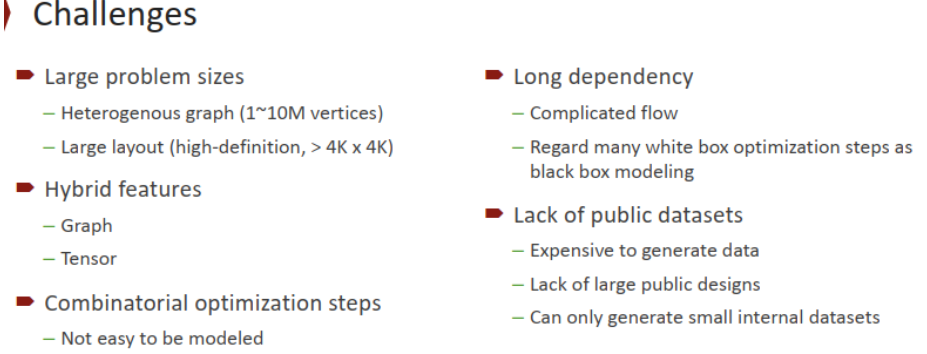 Challenges
Large problem sizes
– Heterogenous graph (1~10M vertices)
– Large layout (high-definition, > 4K x 4K)
Hybrid features
– Graph
– Tensor
Combinatorial optimization steps
– Not easy to be modeled
Long dependency
– Complicated flow
– Regard many white box optimization steps as
black box modeling
Lack of public datasets
– Expensive to generate data
– Lack of large public designs
– Can only generate small internal datasets